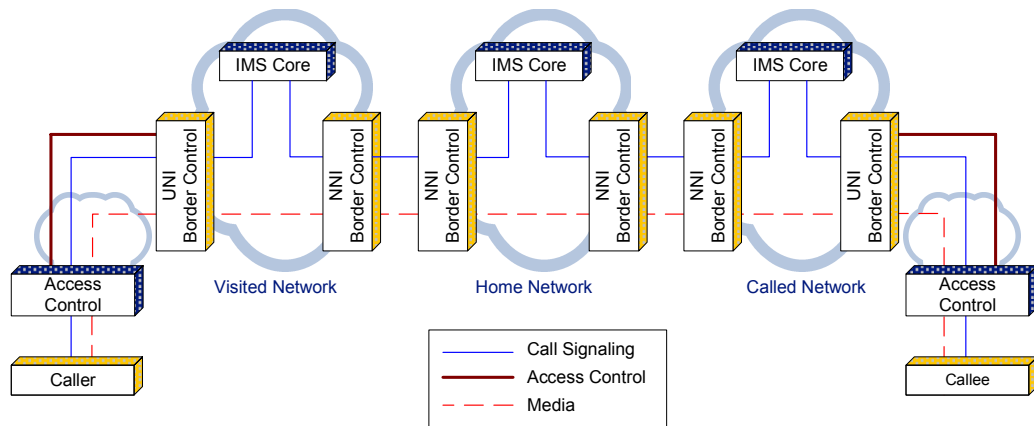 IMS Core
IMS Core
IMS Core
UNI
Border Control
NNI
Border Control
NNI
Border Control
NNI
Border Control
NNI
Border Control
UNI
Border Control
Access
Control
Visited Network
Home Network
Called Network
Access
Control
Caller
Call Signaling
Access Control
Media
Callee